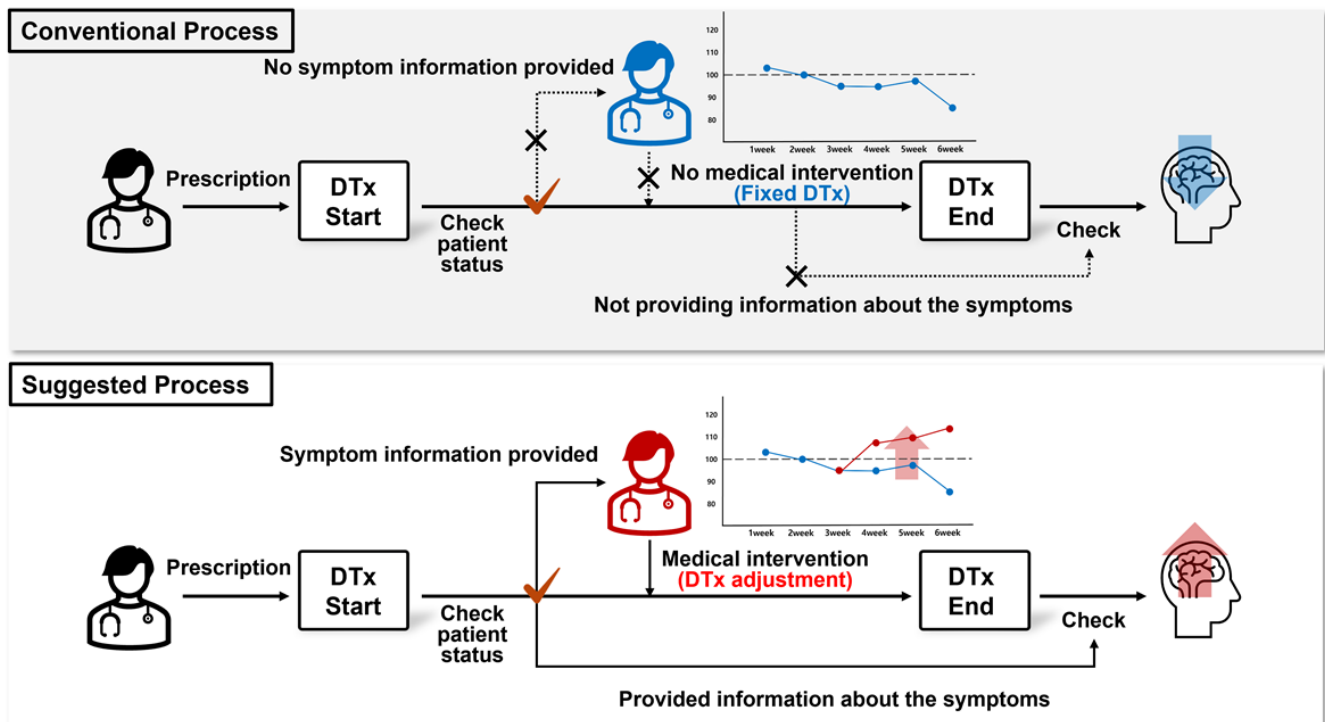 Conventional Process
No symptom information provided
120
110
100
90
80
1week 2week 3week 4week 5week 6week
Prescription
DTx
Start
Check
patient
status
No medical intervention
(Fixed DTx)
DTx
End
Check
Not providing information about the symptoms
Suggested Process
Symptom information provided
120
110
100
90
80
1week 2week 3week 4week 5week 6week
Prescription
DTx
Start
Check
patient
status
Medical intervention
(DTx adjustment)
DTx
End
Check
Provided information about the symptoms